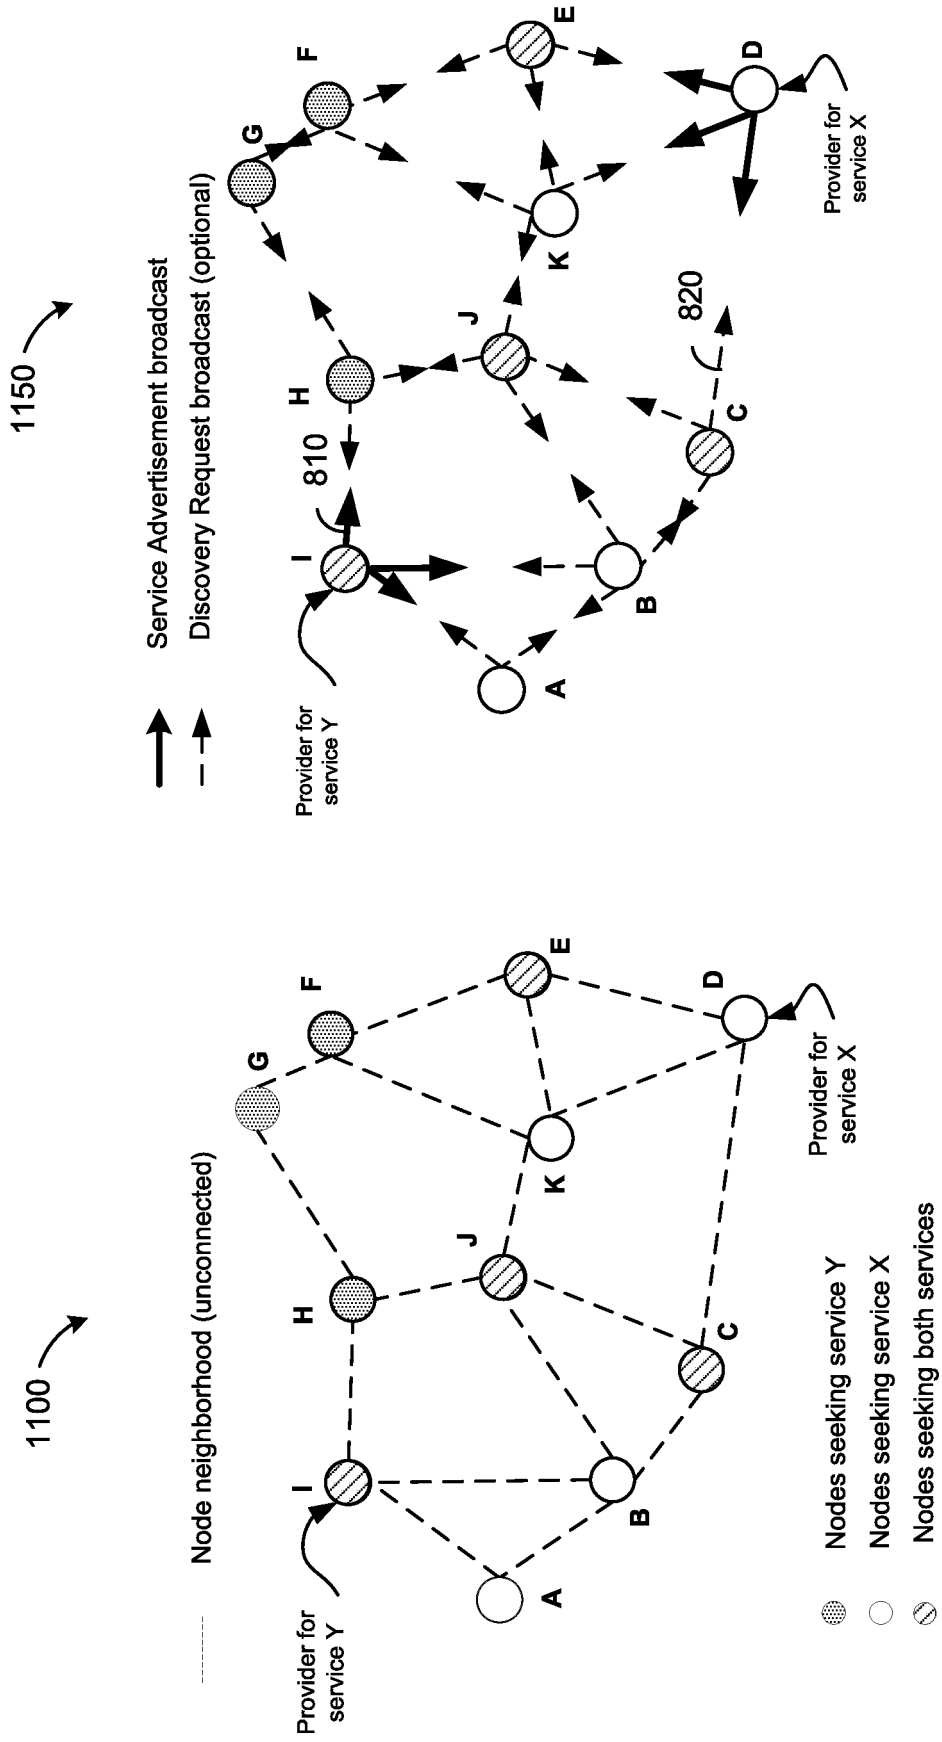 1100
Node neighborhood (unconnected)
Provider for
service Y
I
H
G
F
A
B
J
K
E
C
D
Provider for
service X
Nodes seeking service Y
Nodes seeking service X
Nodes seeking both services
1150
Service Advertisement broadcast
Discovery Request broadcast (optional)
Provider for
service Y
I
810
H
G
F
A
B
J
K
E
C
820
D
Provider for
service X